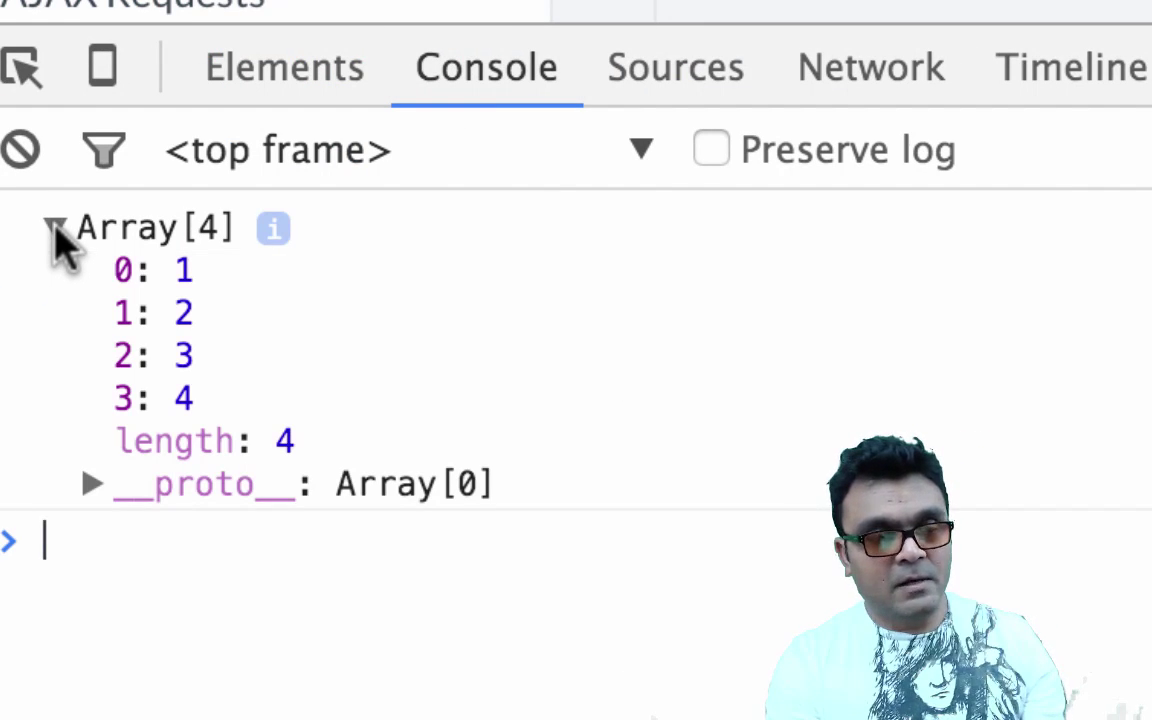 AJAX Requests
Elements Console Sources Network Timeline
<top frame> ▼ Preserve log
▼ Array[4] i
0: 1
1: 2
2: 3
3: 4
length: 4
▶ __proto__: Array[0]
>